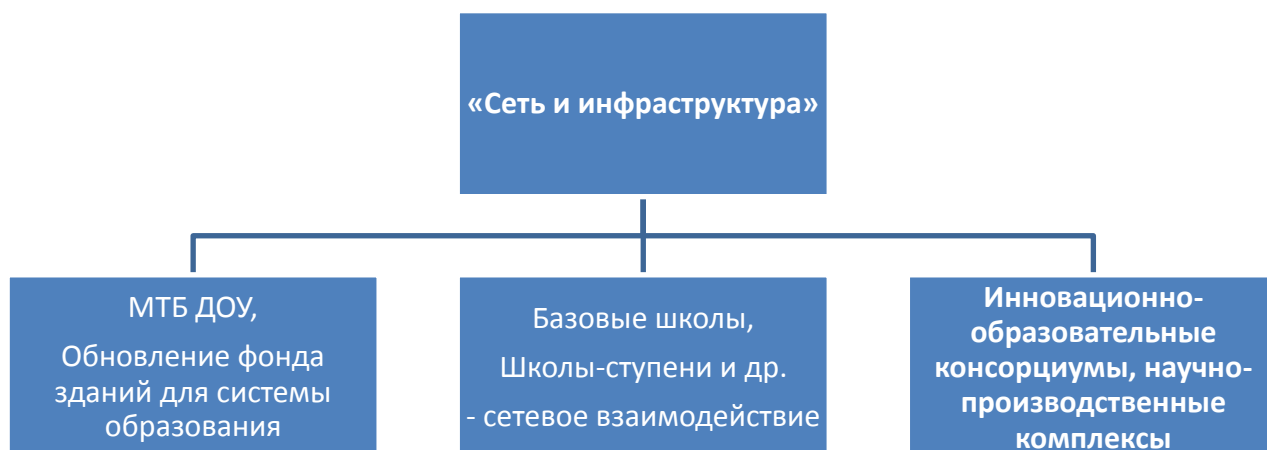 «Сеть и инфраструктура»
МТБ ДОУ,
Обновление фонда
зданий для системы
образования
Базовые школы,
Школы-ступени и др.
- сетевое взаимодействие
Инновационно-
образовательные
консорциумы, научно-
производственные
комплексы